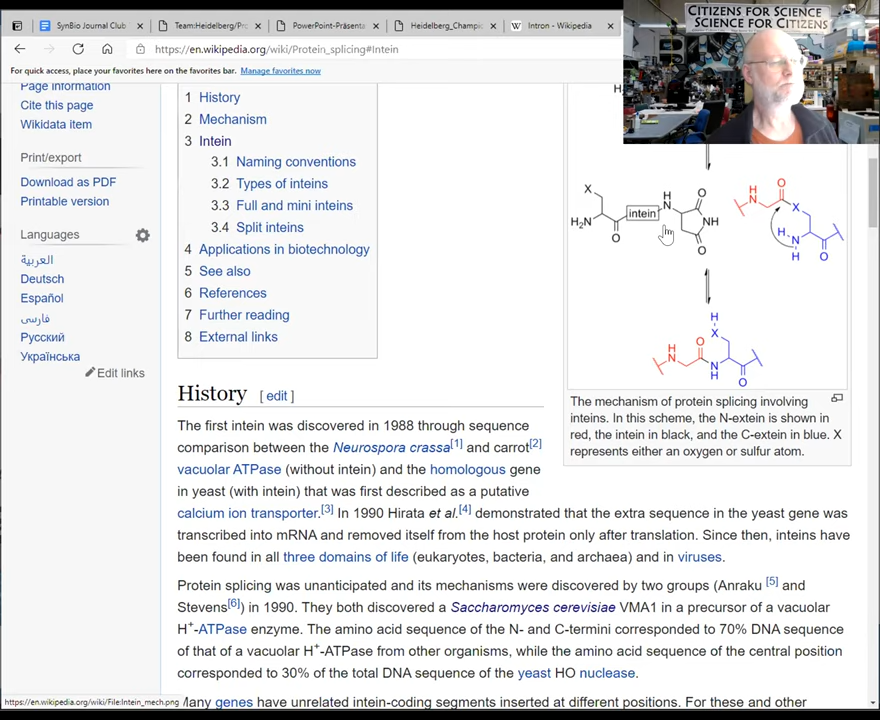 SynBio Journal Club
Team:Heidelberg/Pro
PowerPoint-Präsenta
Heidelberg_Champi
Intron - Wikipedia
CITIZENS FOR SCIENCE
SCIENCE FOR CITIZENS
https://en.wikipedia.org/wiki/Protein_splicing#Intein
For quick access, place your favorites here on the favorites bar. Manage favorites now
Page information
Cite this page
Wikidata item
Print/export
Download as PDF
Printable version
Languages
العربية
Deutsch
Español
فارسی
Русский
Українська
Edit links
1 History
2 Mechanism
3 Intein
3.1 Naming conventions
3.2 Types of inteins
3.3 Full and mini inteins
3.4 Split inteins
4 Applications in biotechnology
5 See also
6 References
7 Further reading
8 External links
X
H₂N
O
intein
H
N
O
NH
O
H
N
O
X
H
N
H
O
H
X
O
H
N
N
H
O
The mechanism of protein splicing involving
inteins. In this scheme, the N-extein is shown in
red, the intein in black, and the C-extein in blue. X
represents either an oxygen or sulfur atom.
History [ edit ]
The first intein was discovered in 1988 through sequence
comparison between the Neurospora crassa[1] and carrot[2]
vacuolar ATPase (without intein) and the homologous gene
in yeast (with intein) that was first described as a putative
calcium ion transporter.[3] In 1990 Hirata et al.[4] demonstrated that the extra sequence in the yeast gene was
transcribed into mRNA and removed itself from the host protein only after translation. Since then, inteins have
been found in all three domains of life (eukaryotes, bacteria, and archaea) and in viruses.
Protein splicing was unanticipated and its mechanisms were discovered by two groups (Anraku [5] and
Stevens[6]) in 1990. They both discovered a Saccharomyces cerevisiae VMA1 in a precursor of a vacuolar
H+-ATPase enzyme. The amino acid sequence of the N- and C-termini corresponded to 70% DNA sequence
of that of a vacuolar H+-ATPase from other organisms, while the amino acid sequence of the central position
corresponded to 30% of the total DNA sequence of the yeast HO nuclease.
Many genes have unrelated intein-coding segments inserted at different positions. For these and other
https://en.wikipedia.org/wiki/File:Intein_mech.png